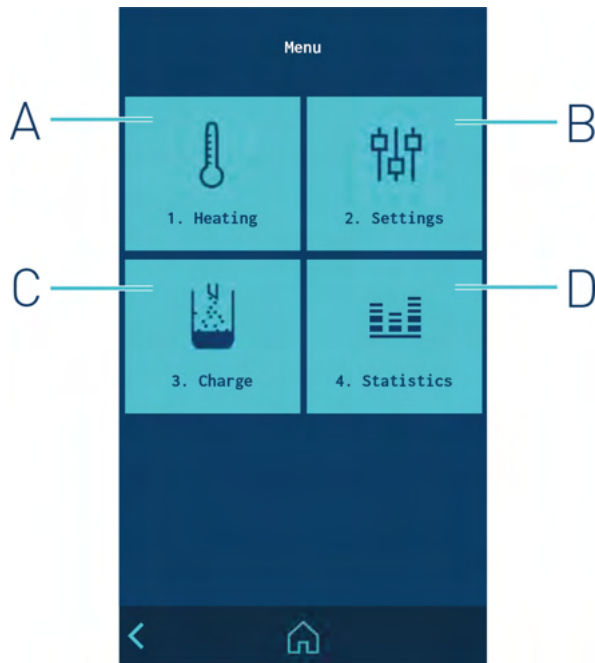 Menu
A
B
1. Heating
2. Settings
C
D
3. Charge
4. Statistics